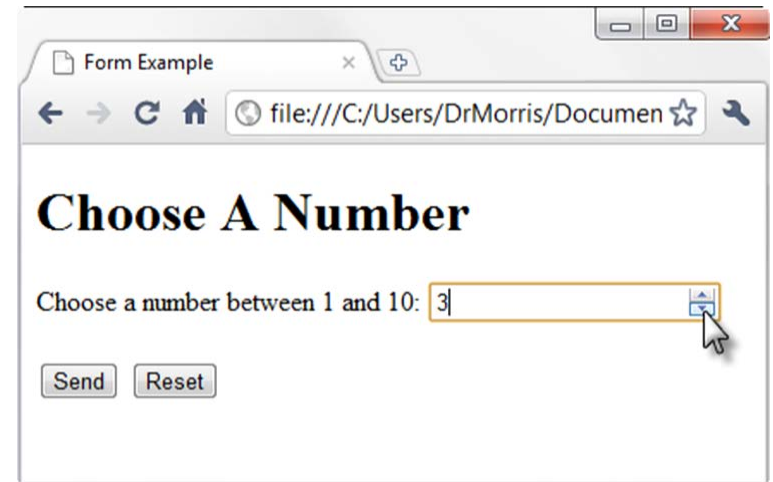 Form Example
file:///C:/Users/DrMorris/Documen
Choose A Number
Choose a number between 1 and 10: 3
Send Reset